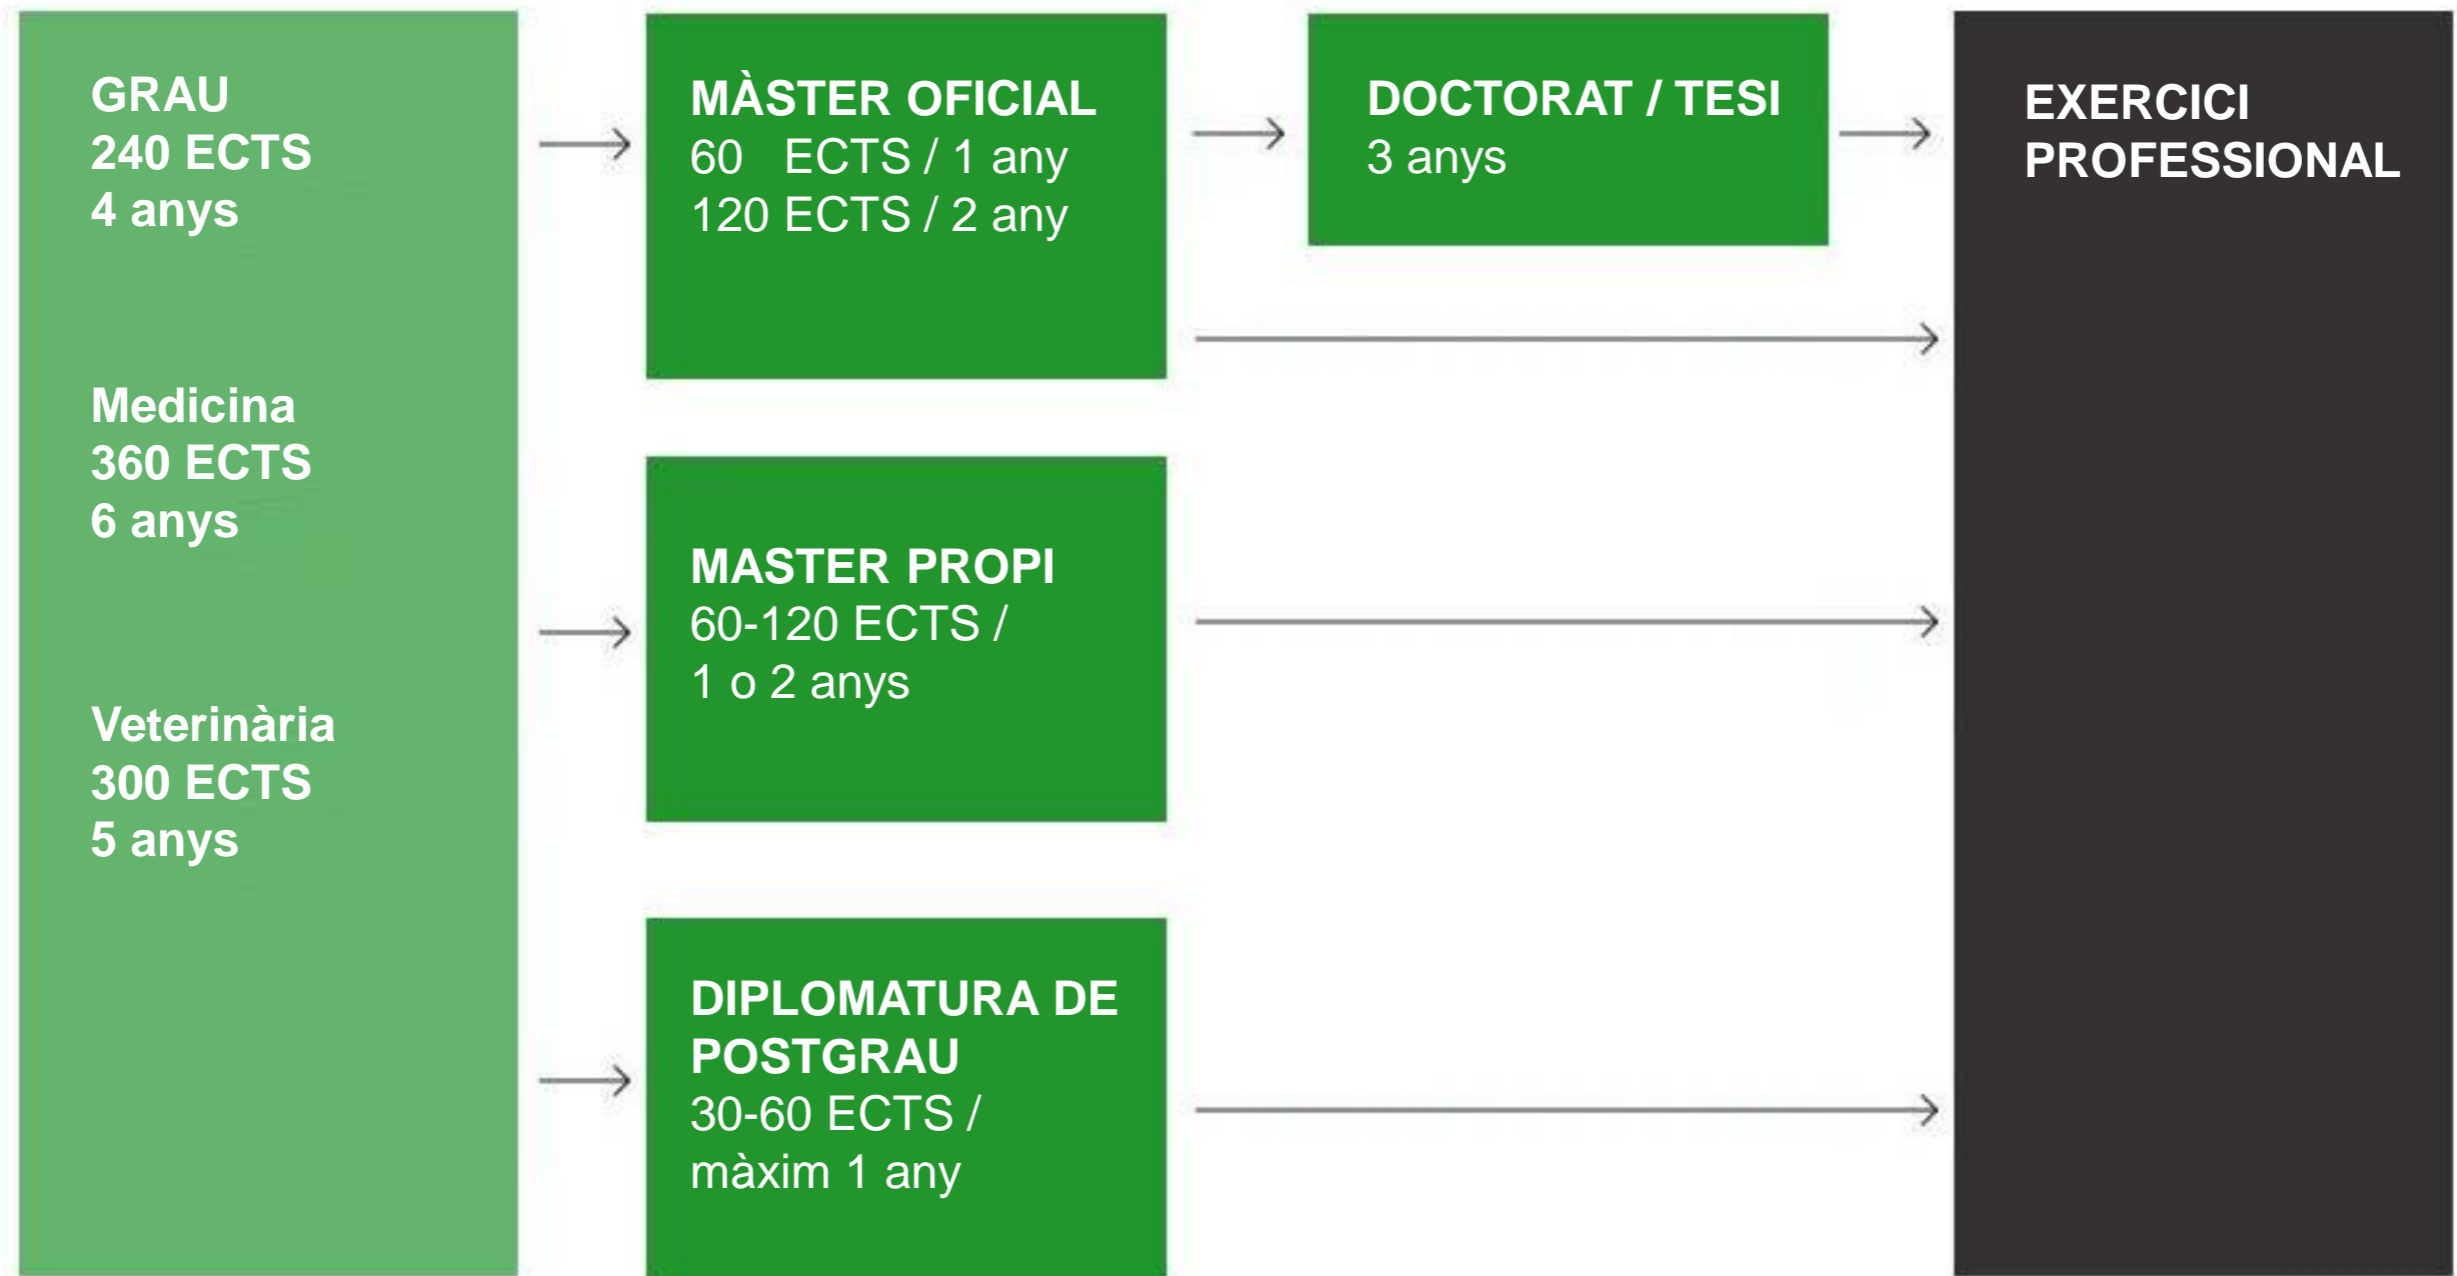 GRAU
240 ECTS
4 anys
Medicina
360 ECTS
6 anys
Veterinària
300 ECTS
5 anys
MÀSTER OFICIAL
60 ECTS / 1 any
120 ECTS / 2 any
MASTER PROPI
60-120 ECTS /
1 o 2 anys
DIPLOMATURA DE
POSTGRAU
30-60 ECTS /
màxim 1 any
DOCTORAT / TESI
3 anys
EXERCICI
PROFESSIONAL